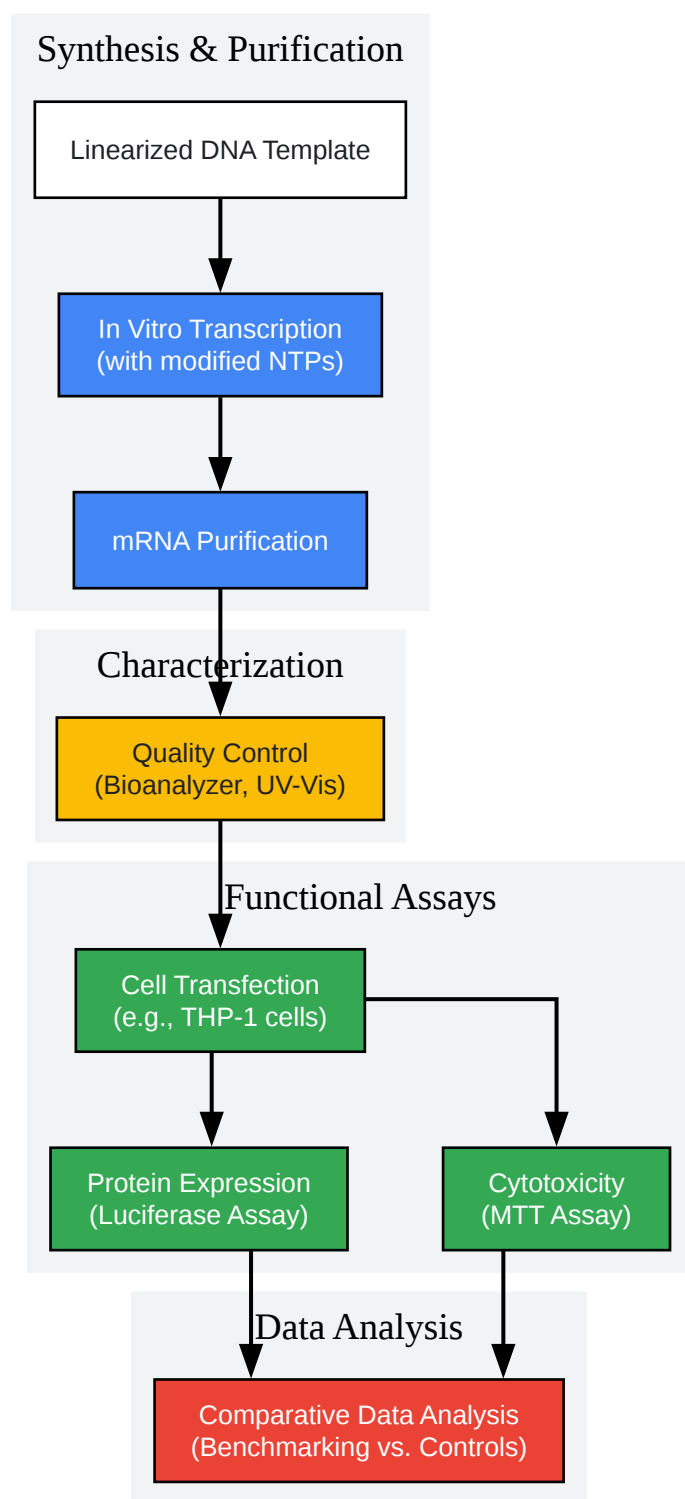 Synthesis & Purification
Linearized DNA Template
In Vitro Transcription
(with modified NTPs)
mRNA Purification
Characterization
Quality Control
(Bioanalyzer, UV-Vis)
Functional Assays
Cell Transfection
(e.g., THP-1 cells)
Protein Expression
(Luciferase Assay)
Cytotoxicity
(MTT Assay)
Data Analysis
Comparative Data Analysis
(Benchmarking vs. Controls)